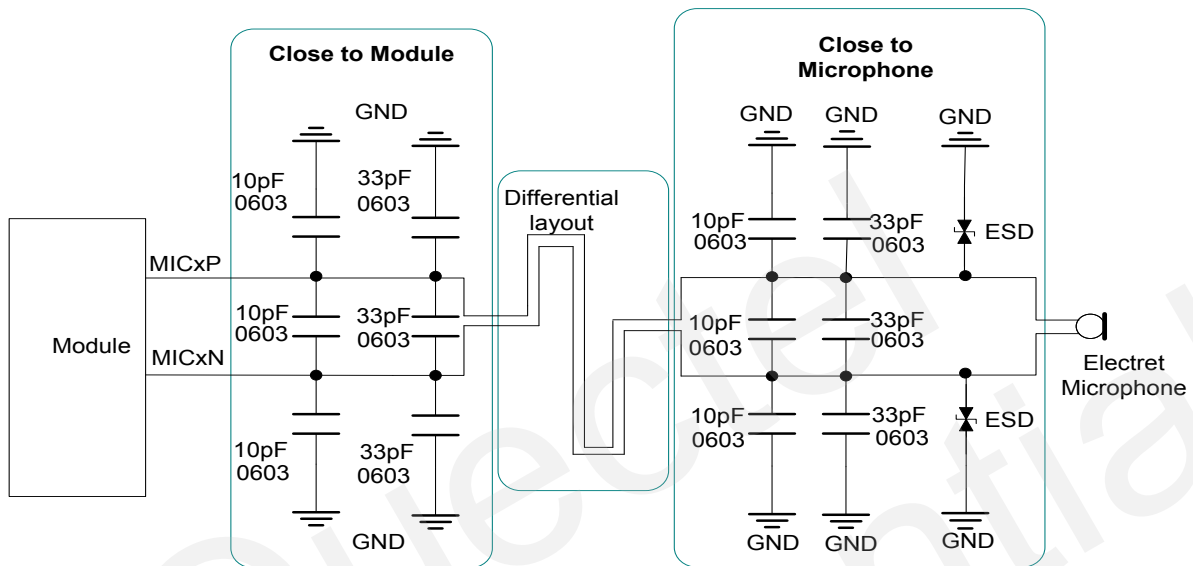 Close to Module
GND
10pF
0603
33pF
0603
MICxP
10pF
0603
33pF
0603
Module
MICxN
10pF
0603
33pF
0603
GND
Differential
layout
Close to
Microphone
GND
GND
GND
10pF
0603
33pF
0603
ESD
10pF
0603
33pF
0603
Electret
Microphone
10pF
0603
33pF
0603
ESD
GND
GND
GND
Quectel